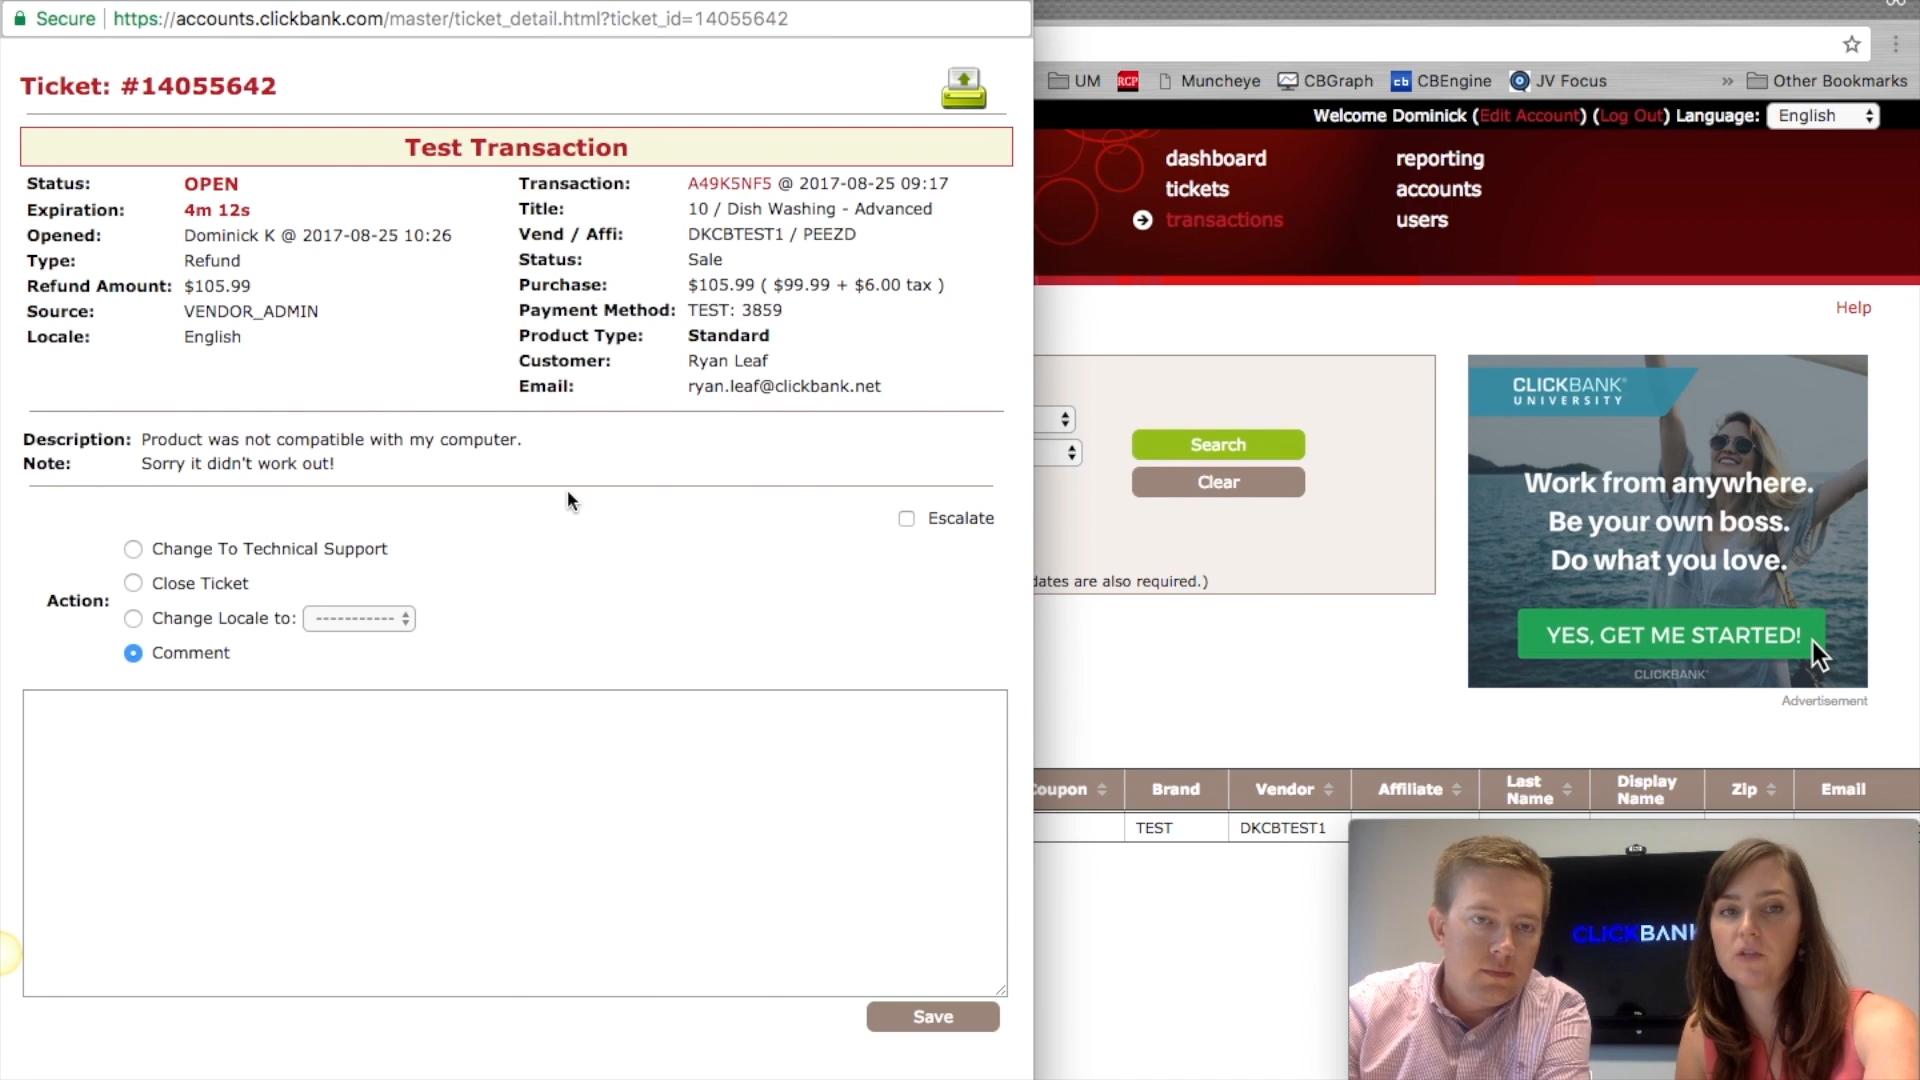 Secure https://accounts.clickbank.com/master/ticket_detail.html?ticket_id=14055642
Ticket: #14055642
Test Transaction
Status: OPEN
Expiration: 4m 12s
Opened: Dominick K @ 2017-08-25 10:26
Type: Refund
Refund Amount: $105.99
Source: VENDOR_ADMIN
Locale: English
Transaction: A49K5NF5 @ 2017-08-25 09:17
Title: 10 / Dish Washing - Advanced
Vend / Affi: DKCBTEST1 / PEEZD
Status: Sale
Purchase: $105.99 ( $99.99 + $6.00 tax )
Payment Method: TEST: 3859
Product Type: Standard
Customer: Ryan Leaf
Email: ryan.leaf@clickbank.net
Description: Product was not compatible with my computer.
Note: Sorry it didn't work out!
Escalate
Action:
Change To Technical Support
Close Ticket
Change Locale to: -----------
Comment
Save
UM RCP Muncheye CBGraph cb CBEngine JV Focus » Other Bookmarks
Welcome Dominick (Edit Account) (Log Out) Language: English
dashboard reporting
tickets accounts
transactions users
Help
Search
Clear
dates are also required.)
CLICKBANK
UNIVERSITY
Work from anywhere.
Be your own boss.
Do what you love.
YES, GET ME STARTED!
CLICKBANK
Advertisement
Coupon Brand Vendor Affiliate Last Name Display Name Zip Email
TEST DKCBTEST1
CLICKBANK